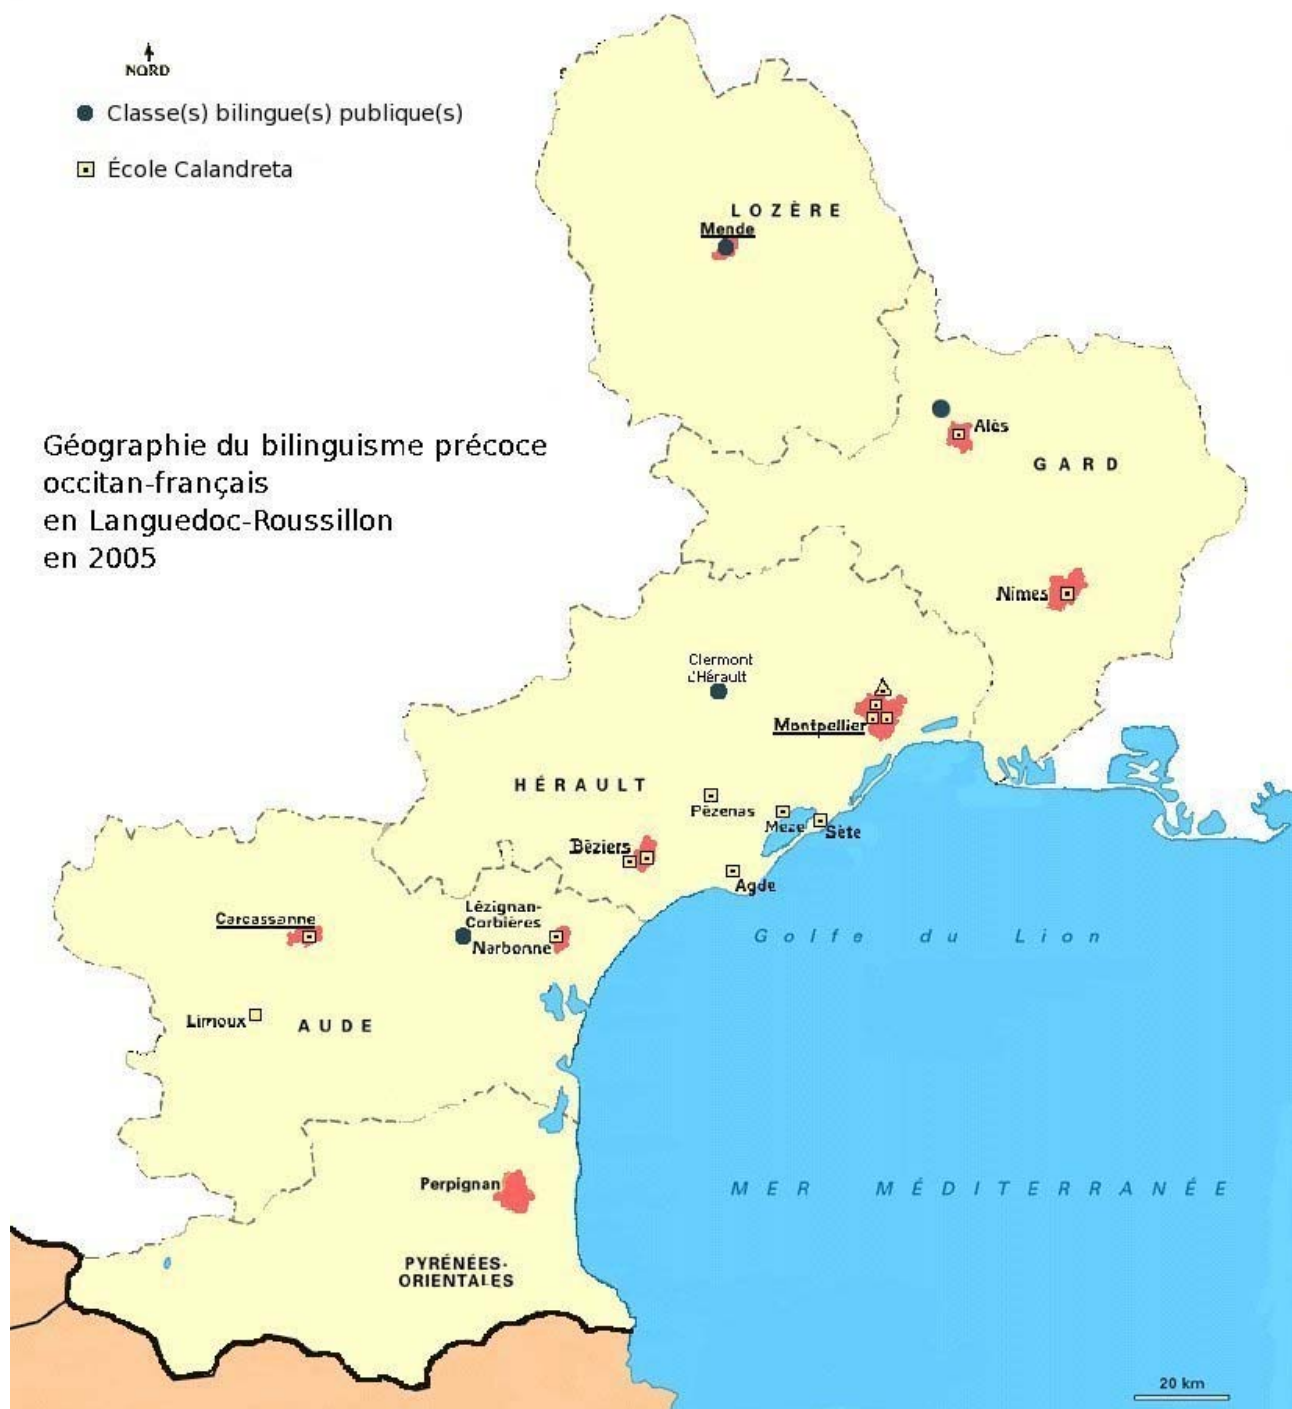 NORD
Classe(s) bilingue(s) publique(s)
École Calandreta
LOZÈRE
Mende
Géographie du bilinguisme précoce
occitan-français
en Languedoc-Roussillon
en 2005
Alès
GARD
Nîmes
Clermont
l'Hérault
Montpellier
HÉRAULT
Pézenas
Mèze
Sète
Béziers
Agde
Lézignan-
Corbières
Carcassanne
Narbonne
Golfe du Lion
Limoux
AUDE
Perpignan
MER MÉDITERRANÉE
PYRÉNÉES-
ORIENTALES
20 km